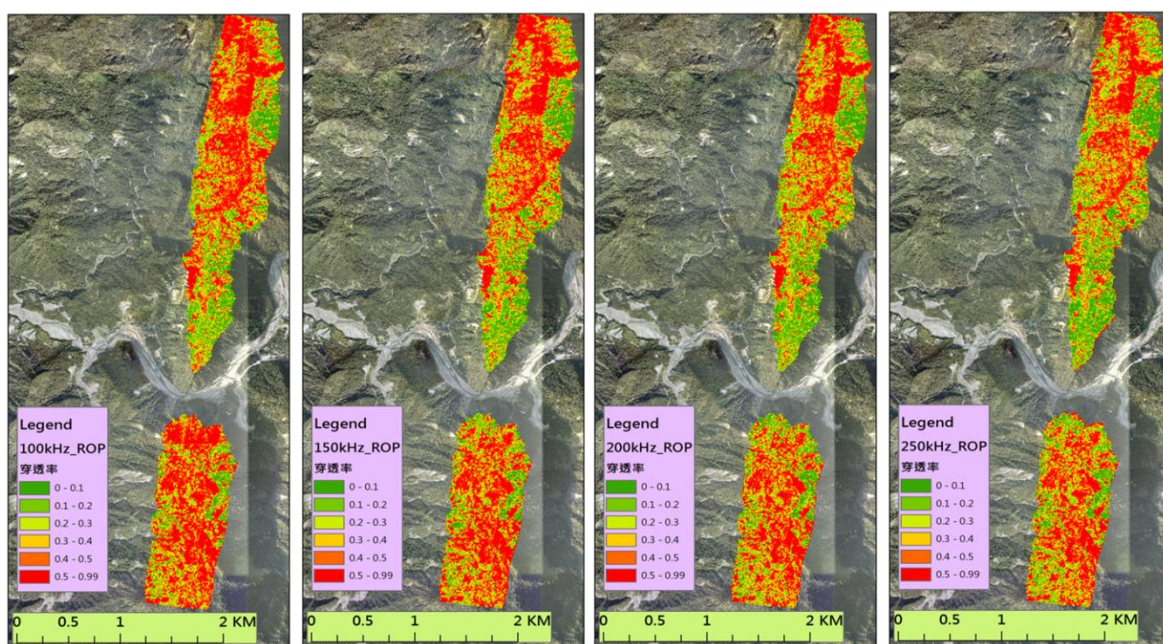 Legend
100kHz_ROP
穿透率
0 - 0.1
0.1 - 0.2
0.2 - 0.3
0.3 - 0.4
0.4 - 0.5
0.5 - 0.99
0 0.5 1 2 KM
Legend
150kHz_ROP
穿透率
0 - 0.1
0.1 - 0.2
0.2 - 0.3
0.3 - 0.4
0.4 - 0.5
0.5 - 0.99
0 0.5 1 2 KM
Legend
200kHz_ROP
穿透率
0 - 0.1
0.1 - 0.2
0.2 - 0.3
0.3 - 0.4
0.4 - 0.5
0.5 - 0.99
0 0.5 1 2 KM
Legend
250kHz_ROP
穿透率
0 - 0.1
0.1 - 0.2
0.2 - 0.3
0.3 - 0.4
0.4 - 0.5
0.5 - 0.99
0 0.5 1 2 KM